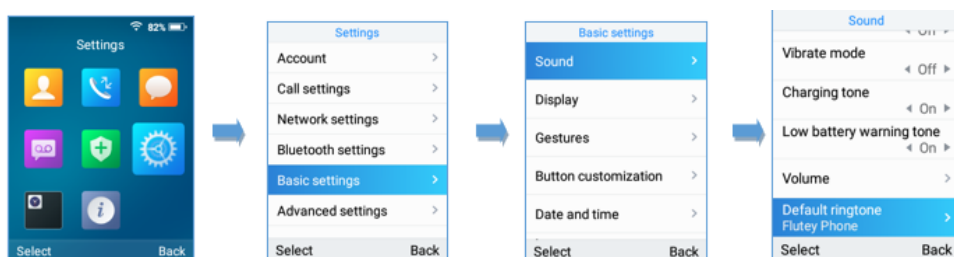 82%
Settings
Select Back
Settings
Account
Call settings
Network settings
Bluetooth settings
Basic settings
Advanced settings
Select Back
Basic settings
Sound
Display
Gestures
Button customization
Date and time
Select Back
Sound
Vibrate mode
Off
Charging tone
On
Low battery warning tone
On
Volume
Default ringtone
Flutey Phone
Select Back